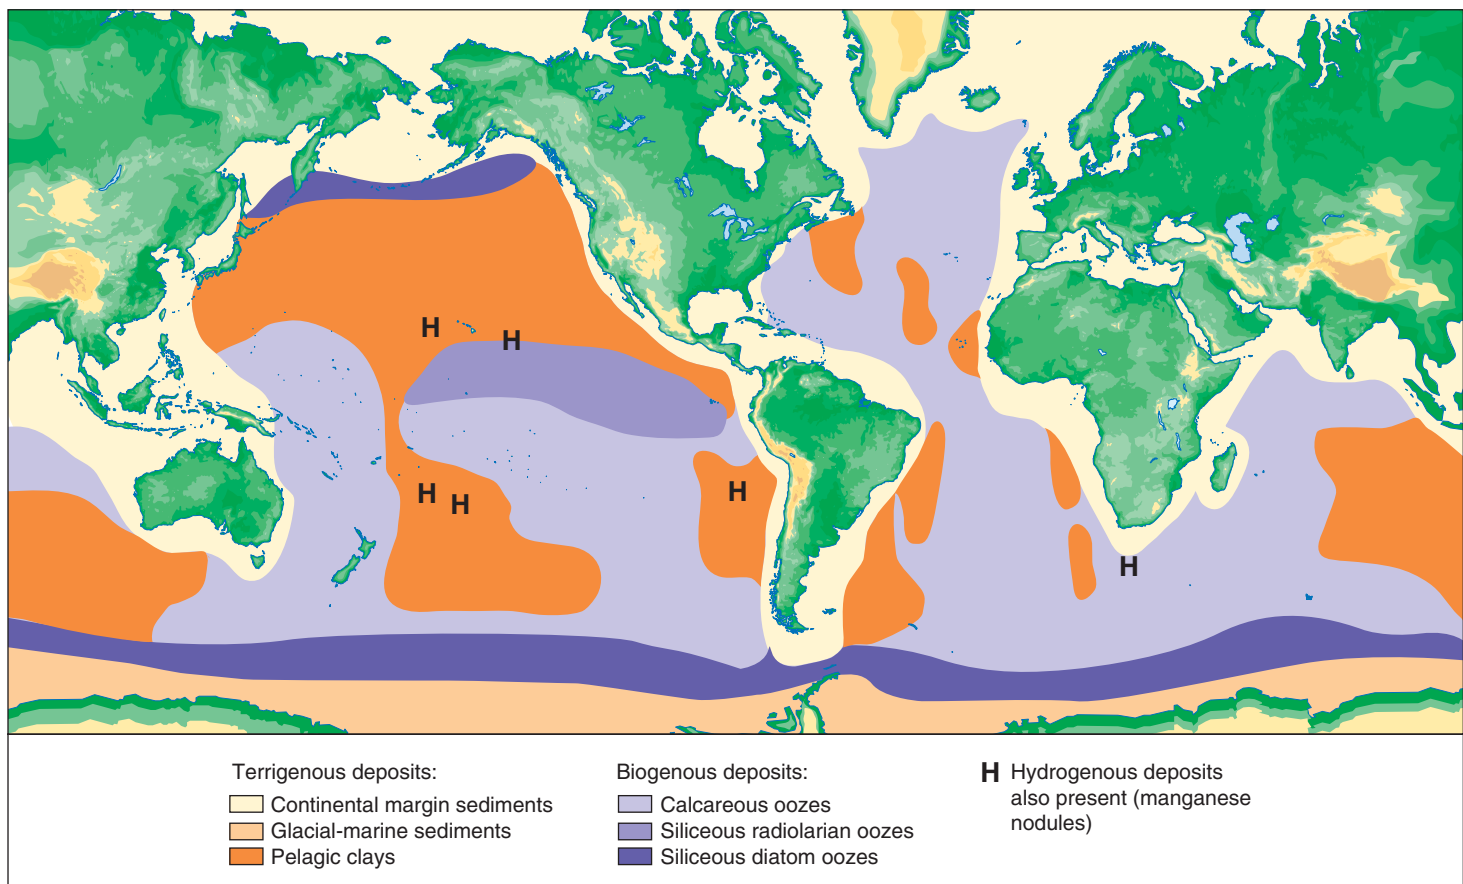 H
H
H
H
H
H
Terrigenous deposits:
Continental margin sediments
Glacial-marine sediments
Pelagic clays
Biogenous deposits:
Calcareous oozes
Siliceous radiolarian oozes
Siliceous diatom oozes
H Hydrogenous deposits
also present (manganese
nodules)